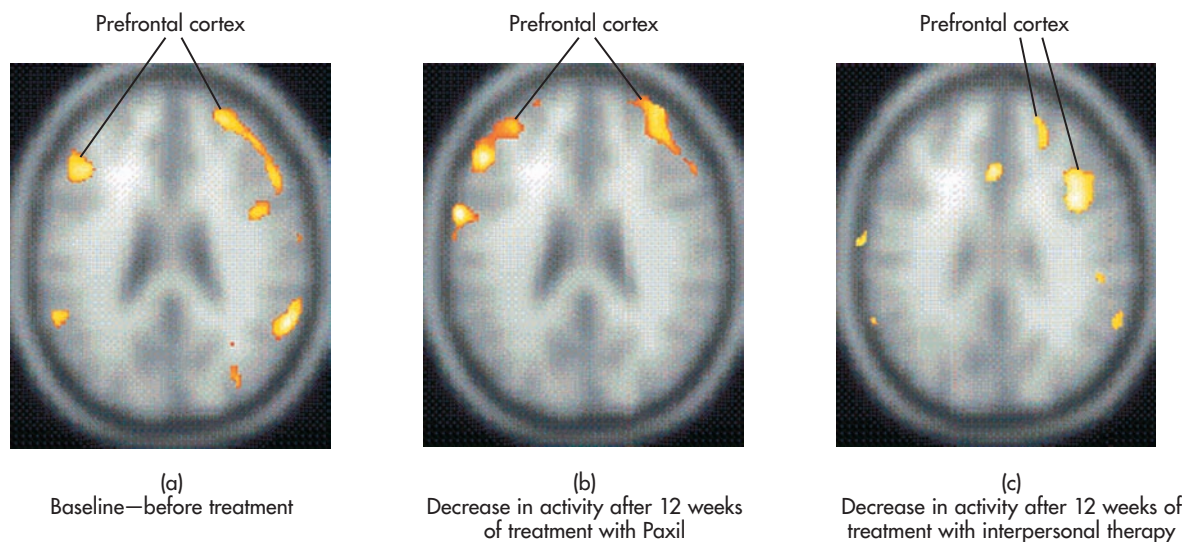 Prefrontal cortex
Prefrontal cortex
Prefrontal cortex
(a)
Baseline—before treatment
(b)
Decrease in activity after 12 weeks
of treatment with Paxil
(c)
Decrease in activity after 12 weeks of
treatment with interpersonal therapy